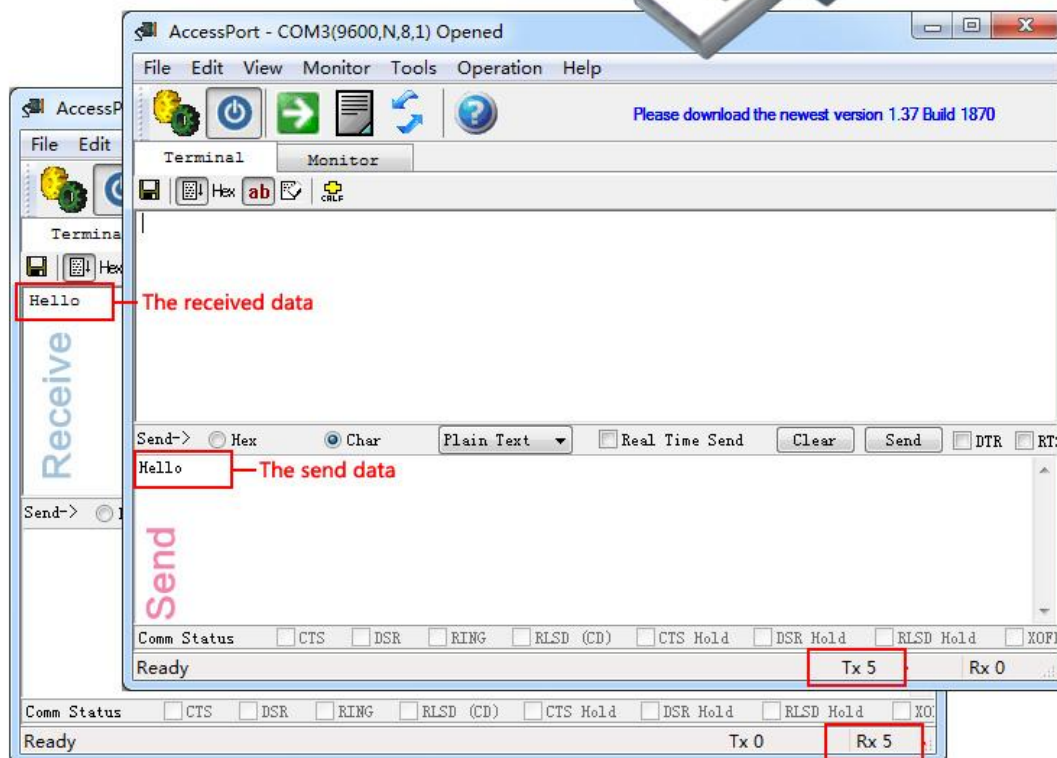 AccessPort - COM3(9600,N,8,1) Opened
File Edit View Monitor Tools Operation Help
Please download the newest version 1.37 Build 1870
Terminal Monitor
Hex ab CRLF
The received data
Send-> Hex Char Plain Text Real Time Send Clear Send DTR RTS
Hello The send data
Send
Comm Status CTS DSR RING RLSD (CD) CTS Hold DSR Hold RLSD Hold XOFF
Ready Tx 5 Rx 0
AccessP
File Edit
Termina
Hex
Hello
Receive
Send->
Comm Status CTS DSR RING RLSD (CD) CTS Hold DSR Hold RLSD Hold XO
Ready Tx 0 Rx 5